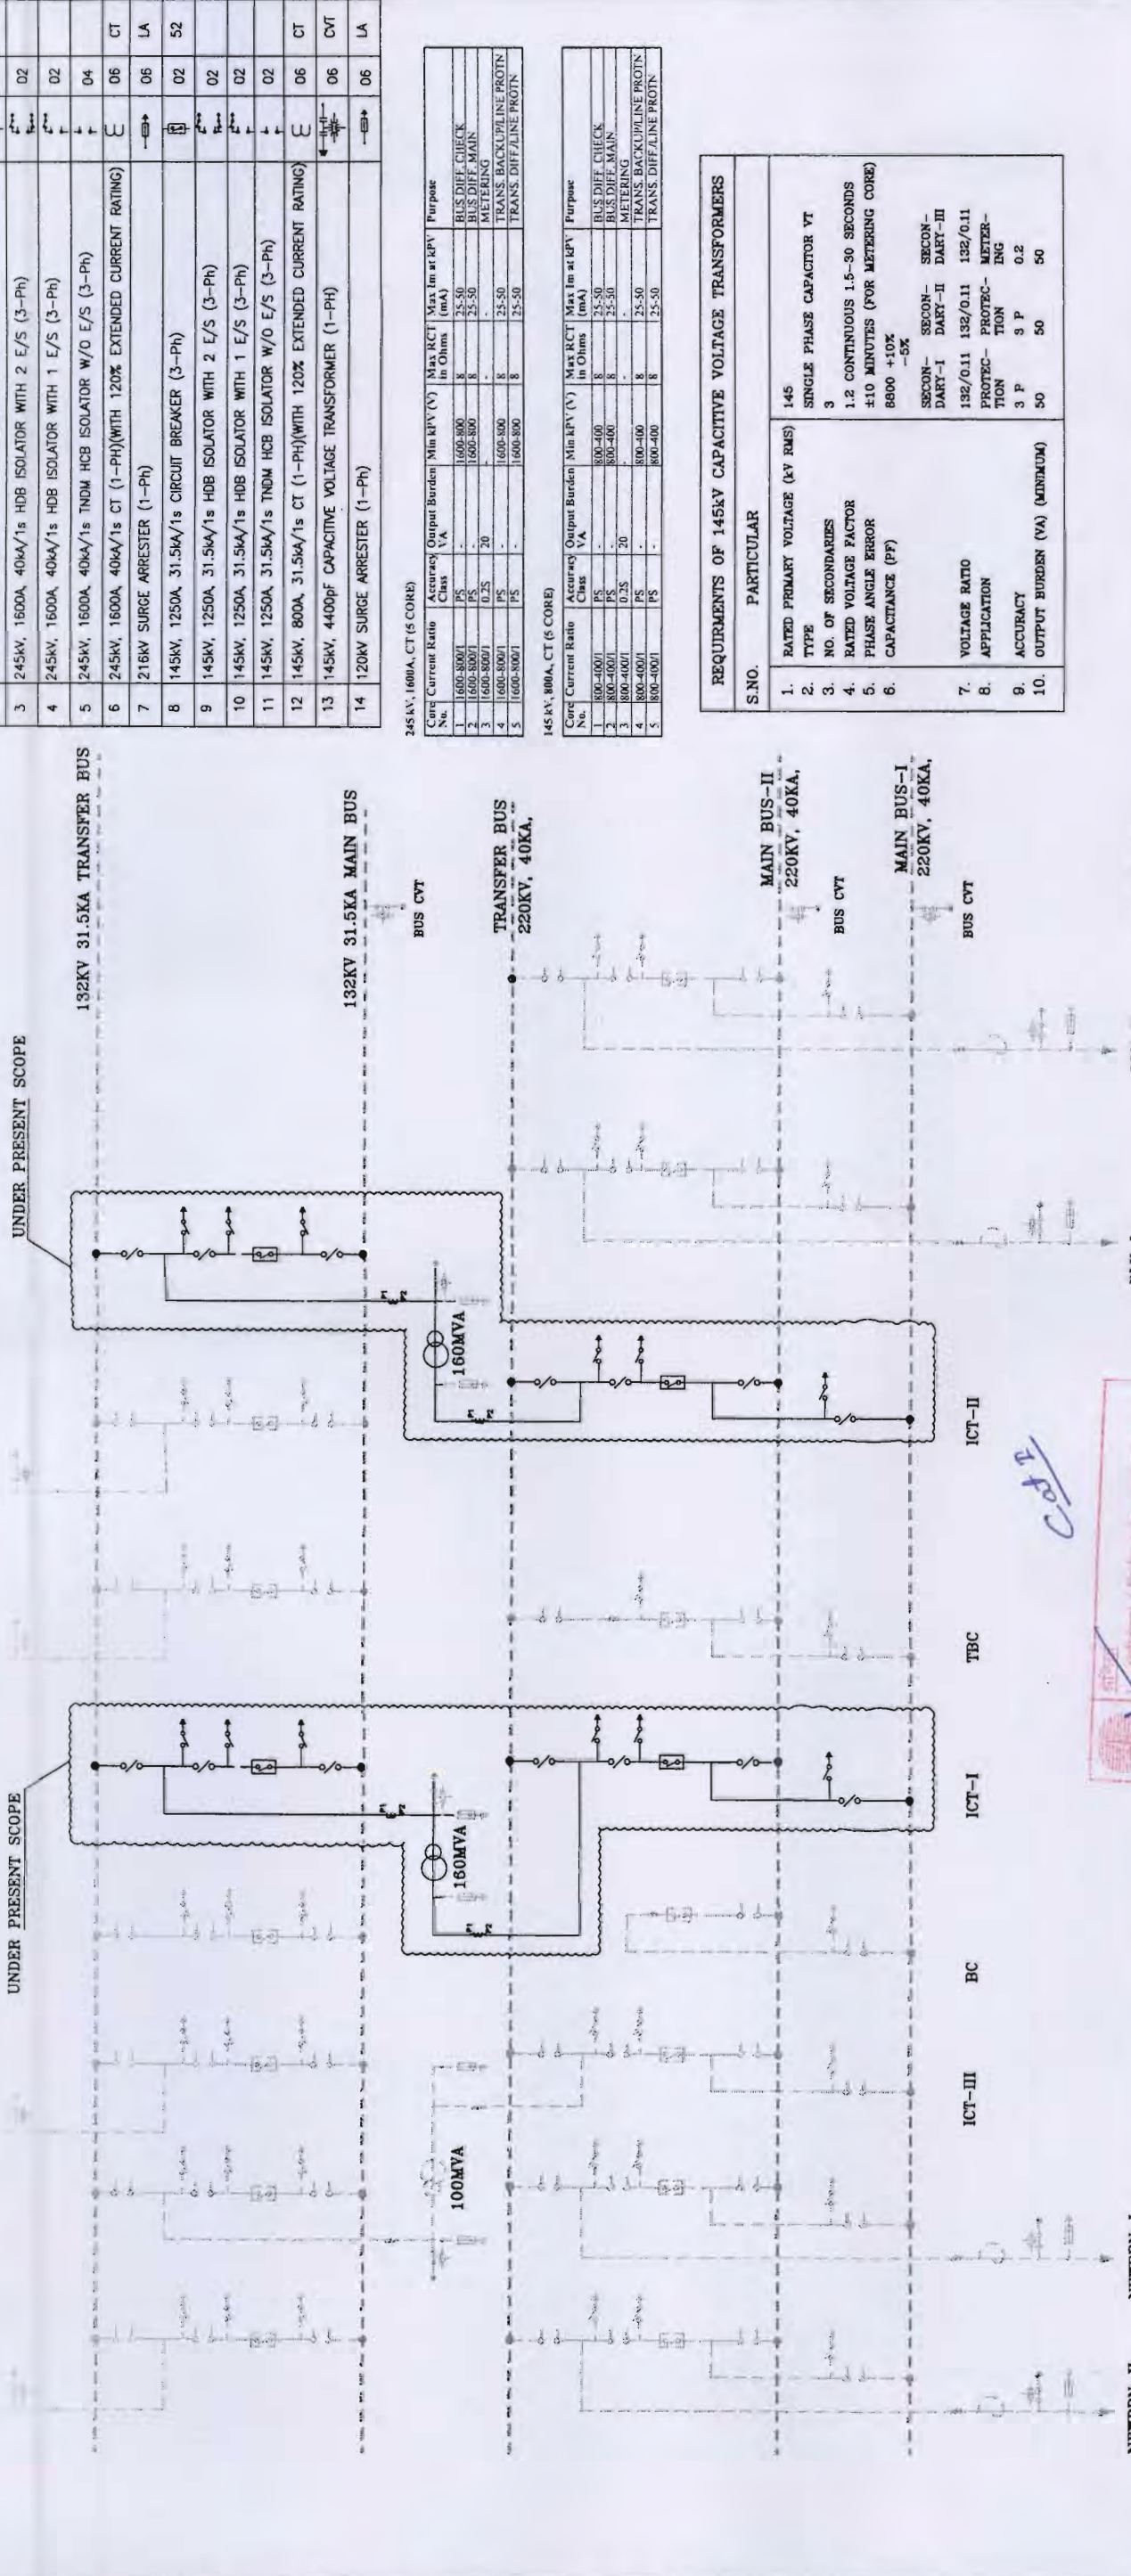 3 245kV, 1600A, 40kA/1s HDB ISOLATOR WITH 2 E/S (3-Ph) 02
4 245kV, 1600A, 40kA/1s HDB ISOLATOR WITH 1 E/S (3-Ph) 02
5 245kV, 1600A, 40kA/1s TNDM HCB ISOLATOR W/O E/S (3-Ph) 04
6 245kV, 1600A 40kA/1s CT (1-PH)(WITH 120% EXTENDED CURRENT RATING) 06 CT
7 216kV SURGE ARRESTER (1-Ph) 06 LA
8 145kV, 1250A 31.5kA/1s CIRCUIT BREAKER (3-Ph) 02 52
9 145kV, 1250A, 31.5kA/1s HDB ISOLATOR WITH 2 E/S (3-Ph) 02
10 145kV, 1250A 31.5kA/1s HDB ISOLATOR WITH 1 E/S (3-Ph) 02
11 145kV, 1250A 31.5kA/1s TNDM HCB ISOLATOR W/O E/S (3-Ph) 02
12 145kV, 800A, 31.5kA/1s CT (1-PH)(WITH 120% EXTENDED CURRENT RATING) 06 CT
13 145kV, 4400pF CAPACITIVE VOLTAGE TRANSFORMER (1-PH) 06 CVT
14 120kV SURGE ARRESTER (1-Ph) 06 LA
245 kV, 1600A, CT (5 CORE)
Core No. Current Ratio Accuracy Class Output Burden VA Min kPV (V) Max RCT in Ohms Max Im at kPV (mA) Purpose
1 1600-800/1 PS - 1600-800 8 25-50 BUS DIFF. CHECK
2 1600-800/1 PS - 1600-800 8 25-50 BUS DIFF. MAIN
3 1600-800/1 0.2S 20 - - - METERING
4 1600-800/1 PS - 1600-800 8 25-50 TRANS. BACKUP/LINE PROTN
5 1600-800/1 PS - 1600-800 8 25-50 TRANS. DIFF/LINE PROTN
145 kV, 800A, CT (5 CORE)
Core No. Current Ratio Accuracy Class Output Burden VA Min kPV (V) Max RCT in Ohms Max Im at kPV (mA) Purpose
1 800-400/1 PS - 800-400 8 25-50 BUS DIFF. CHECK
2 800-400/1 PS - 800-400 8 25-50 BUS DIFF. MAIN
3 800-400/1 0.2S 20 - - - METERING
4 800-400/1 PS - 800-400 8 25-50 TRANS. BACKUP/LINE PROTN
5 800-400/1 PS - 800-400 8 25-50 TRANS. DIFF/LINE PROTN
REQUIRMENTS OF 145kV CAPACITIVE VOLTAGE TRANSFORMERS
S.NO. PARTICULAR
1. RATED PRIMARY VOLTAGE (kV RMS) 145
2. TYPE SINGLE PHASE CAPACITOR VT
3. NO. OF SECONDARIES 3
4. RATED VOLTAGE FACTOR 1.2 CONTINUOUS 1.5-30 SECONDS
5. PHASE ANGLE ERROR ±10 MINUTES (FOR METERING CORE)
6. CAPACITANCE (PF) 8800 +10%
-5%
SECON- SECON- SECON-
DARY-I DARY-II DARY-III
7. VOLTAGE RATIO 132/0.11 132/0.11 132/0.11
8. APPLICATION PROTEC- PROTEC- METER-
TION TION ING
9. ACCURACY 3 P 3 P 0.2
10. OUTPUT BURDEN (VA) (MINIMUM) 50 50 50
UNDER PRESENT SCOPE
UNDER PRESENT SCOPE
132KV 31.5KA TRANSFER BUS
132KV 31.5KA MAIN BUS
BUS CVT
P1 P2
P1 P2
100MVA
160MVA
160MVA
TRANSFER BUS
220KV, 40KA,
P1 P2
P1 P2
MAIN BUS-II
220KV, 40KA,
BUS CVT
MAIN BUS-I
220KV, 40KA,
BUS CVT
ICT-III
BC
ICT-I
TBC
ICT-II
Cat I